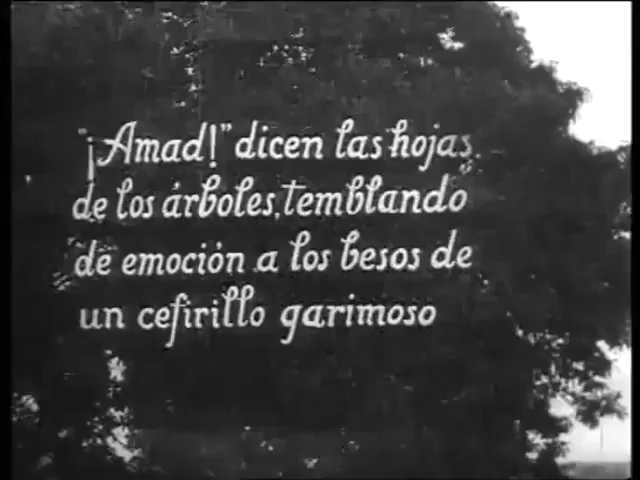 "¡Amad!" dicen las hojas
de los árboles, temblando
de emoción a los besos de
un cefirillo garimoso